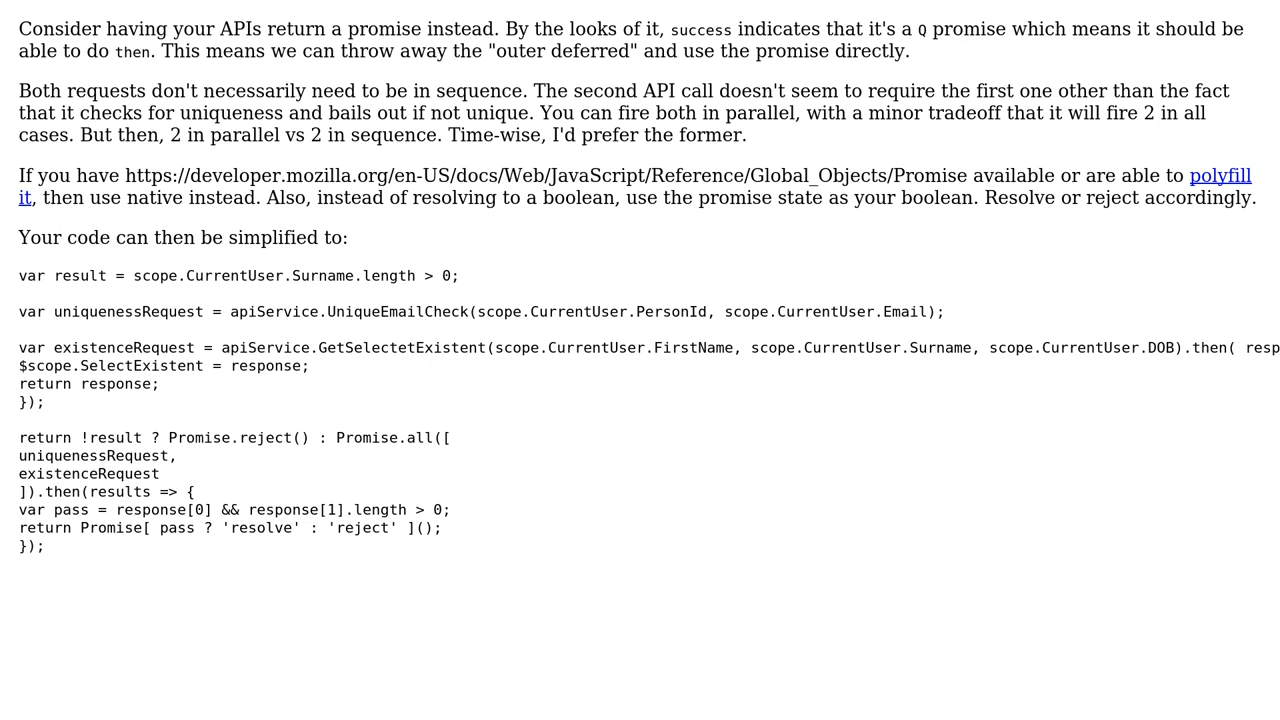 Consider having your APIs return a promise instead. By the looks of it, success indicates that it's a Q promise which means it should be
able to do then. This means we can throw away the "outer deferred" and use the promise directly.
Both requests don't necessarily need to be in sequence. The second API call doesn't seem to require the first one other than the fact
that it checks for uniqueness and bails out if not unique. You can fire both in parallel, with a minor tradeoff that it will fire 2 in all
cases. But then, 2 in parallel vs 2 in sequence. Time-wise, I'd prefer the former.
If you have https://developer.mozilla.org/en-US/docs/Web/JavaScript/Reference/Global_Objects/Promise available or are able to polyfill
it, then use native instead. Also, instead of resolving to a boolean, use the promise state as your boolean. Resolve or reject accordingly.
Your code can then be simplified to:
var result = scope.CurrentUser.Surname.length > 0;
var uniquenessRequest = apiService.UniqueEmailCheck(scope.CurrentUser.PersonId, scope.CurrentUser.Email);
var existenceRequest = apiService.GetSelectetExistent(scope.CurrentUser.FirstName, scope.CurrentUser.Surname, scope.CurrentUser.DOB).then( resp
$scope.SelectExistent = response;
return response;
});
return !result ? Promise.reject() : Promise.all([
uniquenessRequest,
existenceRequest
]).then(results => {
var pass = response[0] && response[1].length > 0;
return Promise[ pass ? 'resolve' : 'reject' ]();
});